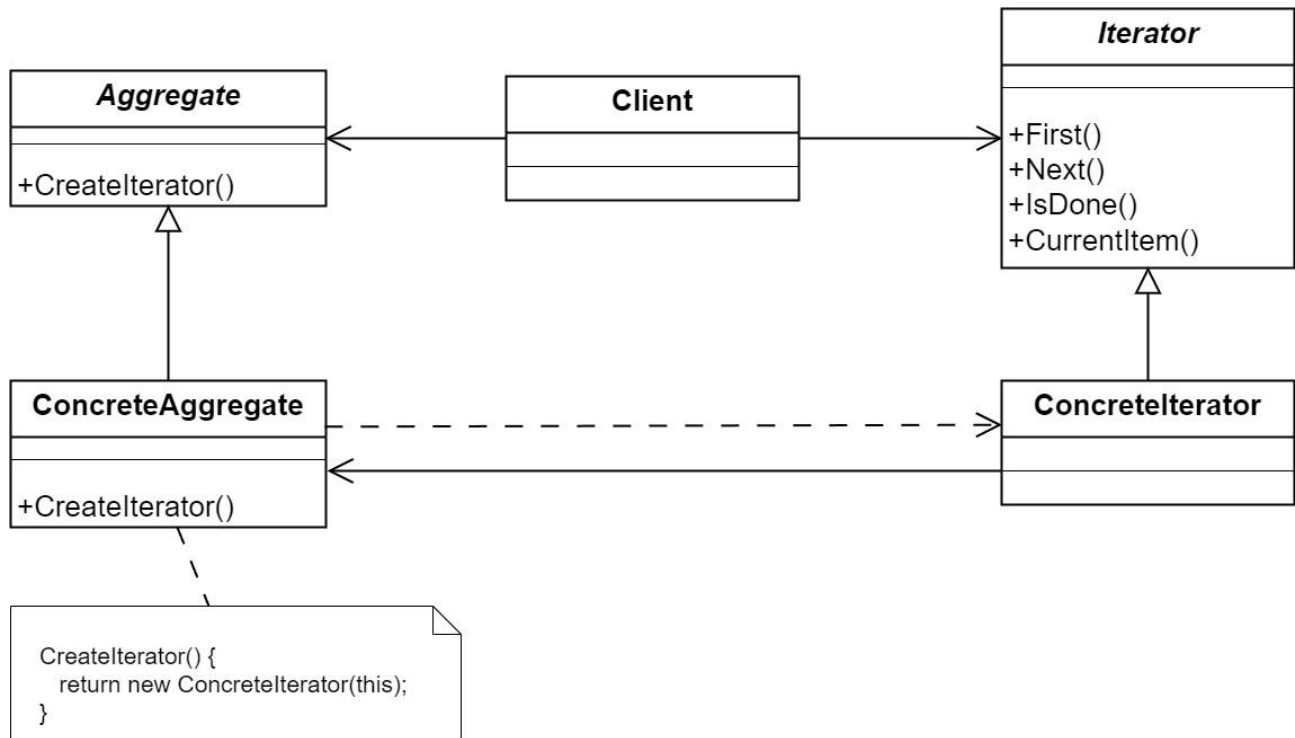 Aggregate
+CreateIterator()
Client
Iterator
+First()
+Next()
+IsDone()
+CurrentItem()
ConcreteAggregate
+CreateIterator()
ConcreteIterator
CreateIterator() {
return new ConcreteIterator(this);
}